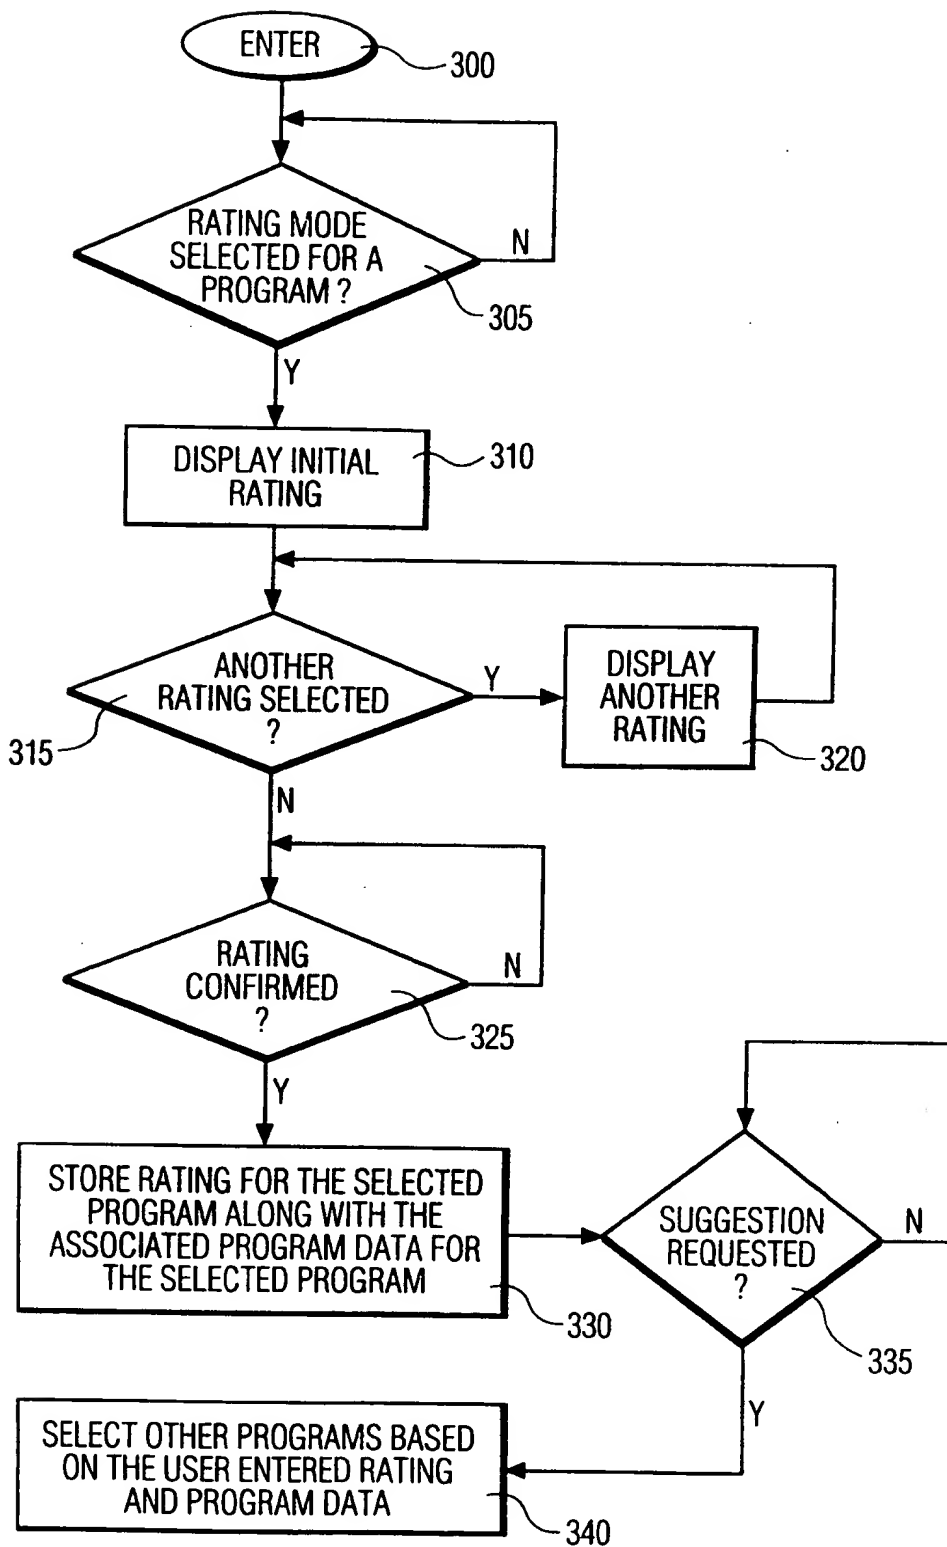 ENTER
300
RATING MODE
SELECTED FOR A
PROGRAM ?
N
305
Y
DISPLAY INITIAL
RATING
310
ANOTHER
RATING SELECTED
?
315
Y
DISPLAY
ANOTHER
RATING
320
N
RATING
CONFIRMED
?
N
325
Y
STORE RATING FOR THE SELECTED
PROGRAM ALONG WITH THE
ASSOCIATED PROGRAM DATA FOR
THE SELECTED PROGRAM
330
SUGGESTION
REQUESTED
?
N
335
Y
SELECT OTHER PROGRAMS BASED
ON THE USER ENTERED RATING
AND PROGRAM DATA
340